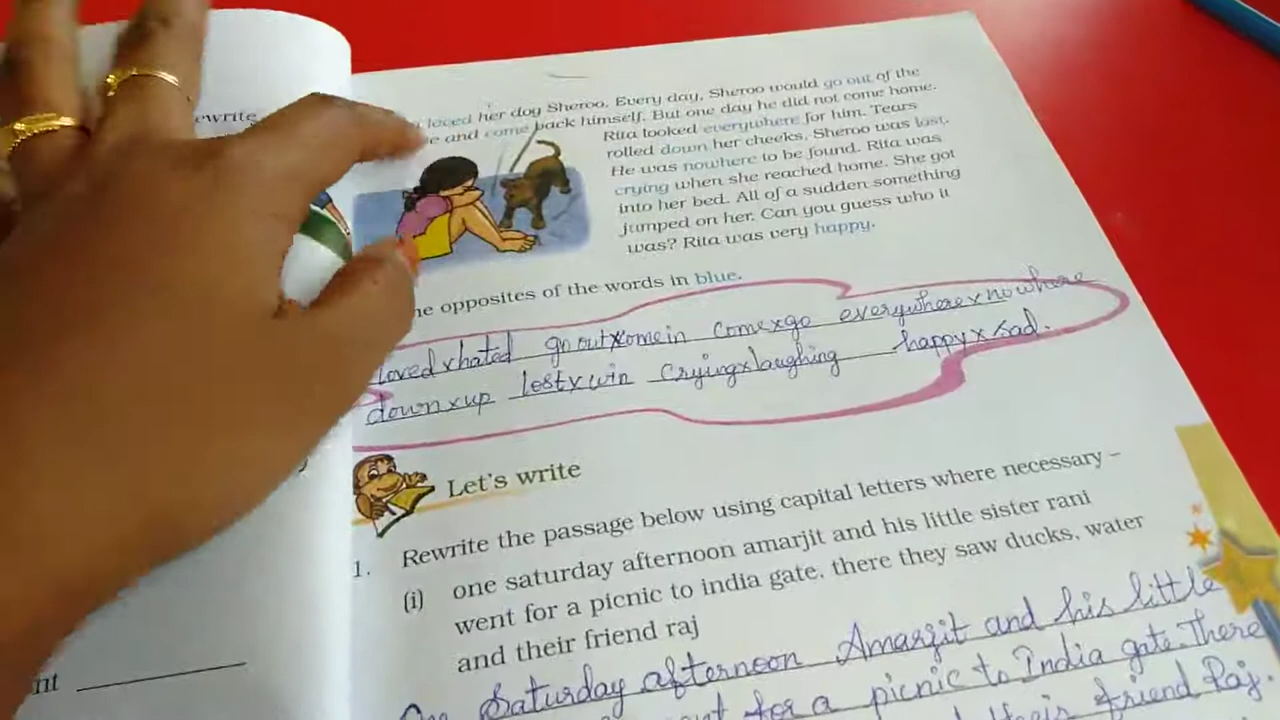 ewrite
loved her dog Sheroo. Every day, Sheroo would go out of the
and come back himself. But one day he did not come home.
Rita looked everywhere for him. Tears
rolled down her cheeks. Sheroo was lost.
He was nowhere to be found. Rita was
crying when she reached home. She got
into her bed. All of a sudden something
jumped on her. Can you guess who it
was? Rita was very happy.
opposites of the words in blue.
loved x hated go out x come in come x go everywhere x nowhere
down x up lost x win crying x laughing happy x sad.
Let's write
1. Rewrite the passage below using capital letters where necessary –
(i) one saturday afternoon amarjit and his little sister rani
went for a picnic to india gate. there they saw ducks, water
and their friend raj
Saturday afternoon Amarjit and his little
for a picnic to India gate. There
their friend Raj.
nt